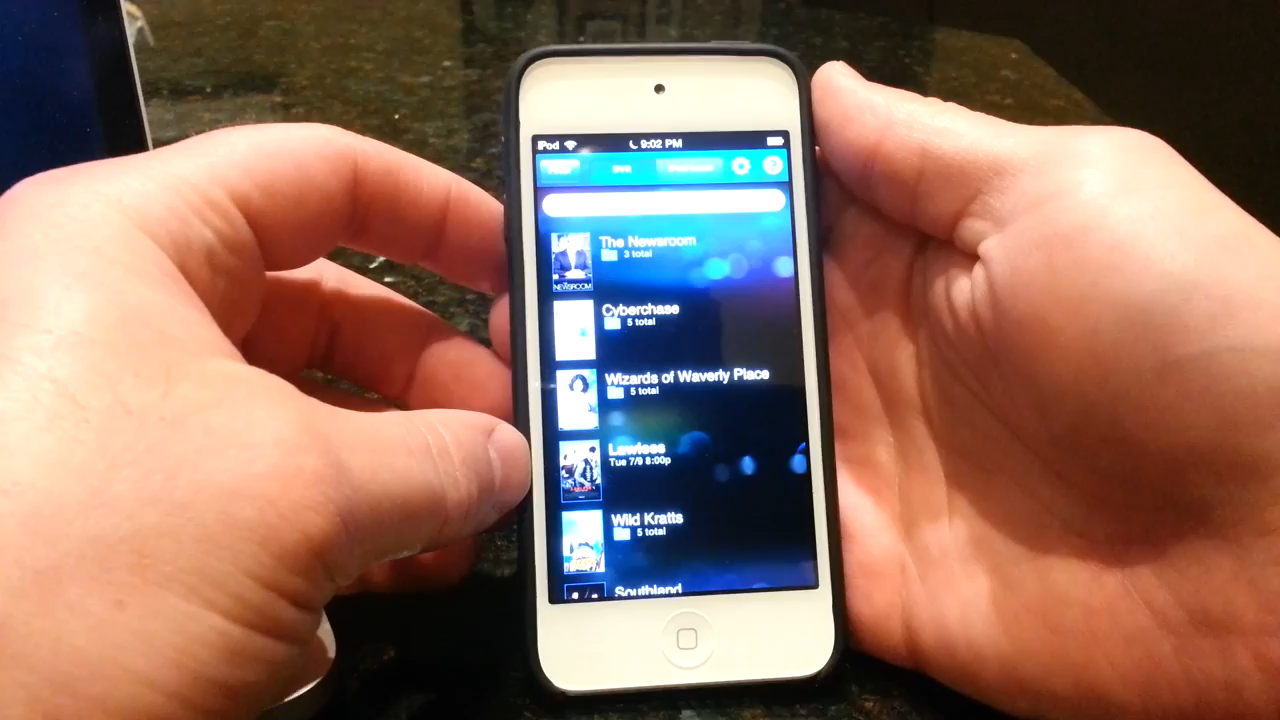 iPod 9:02 PM
DVR
The Newsroom
3 total
NEWSROOM
Cyberchase
5 total
Wizards of Waverly Place
5 total
Lawless
Tue 7/9 8:00p
Wild Kratts
5 total
Southland